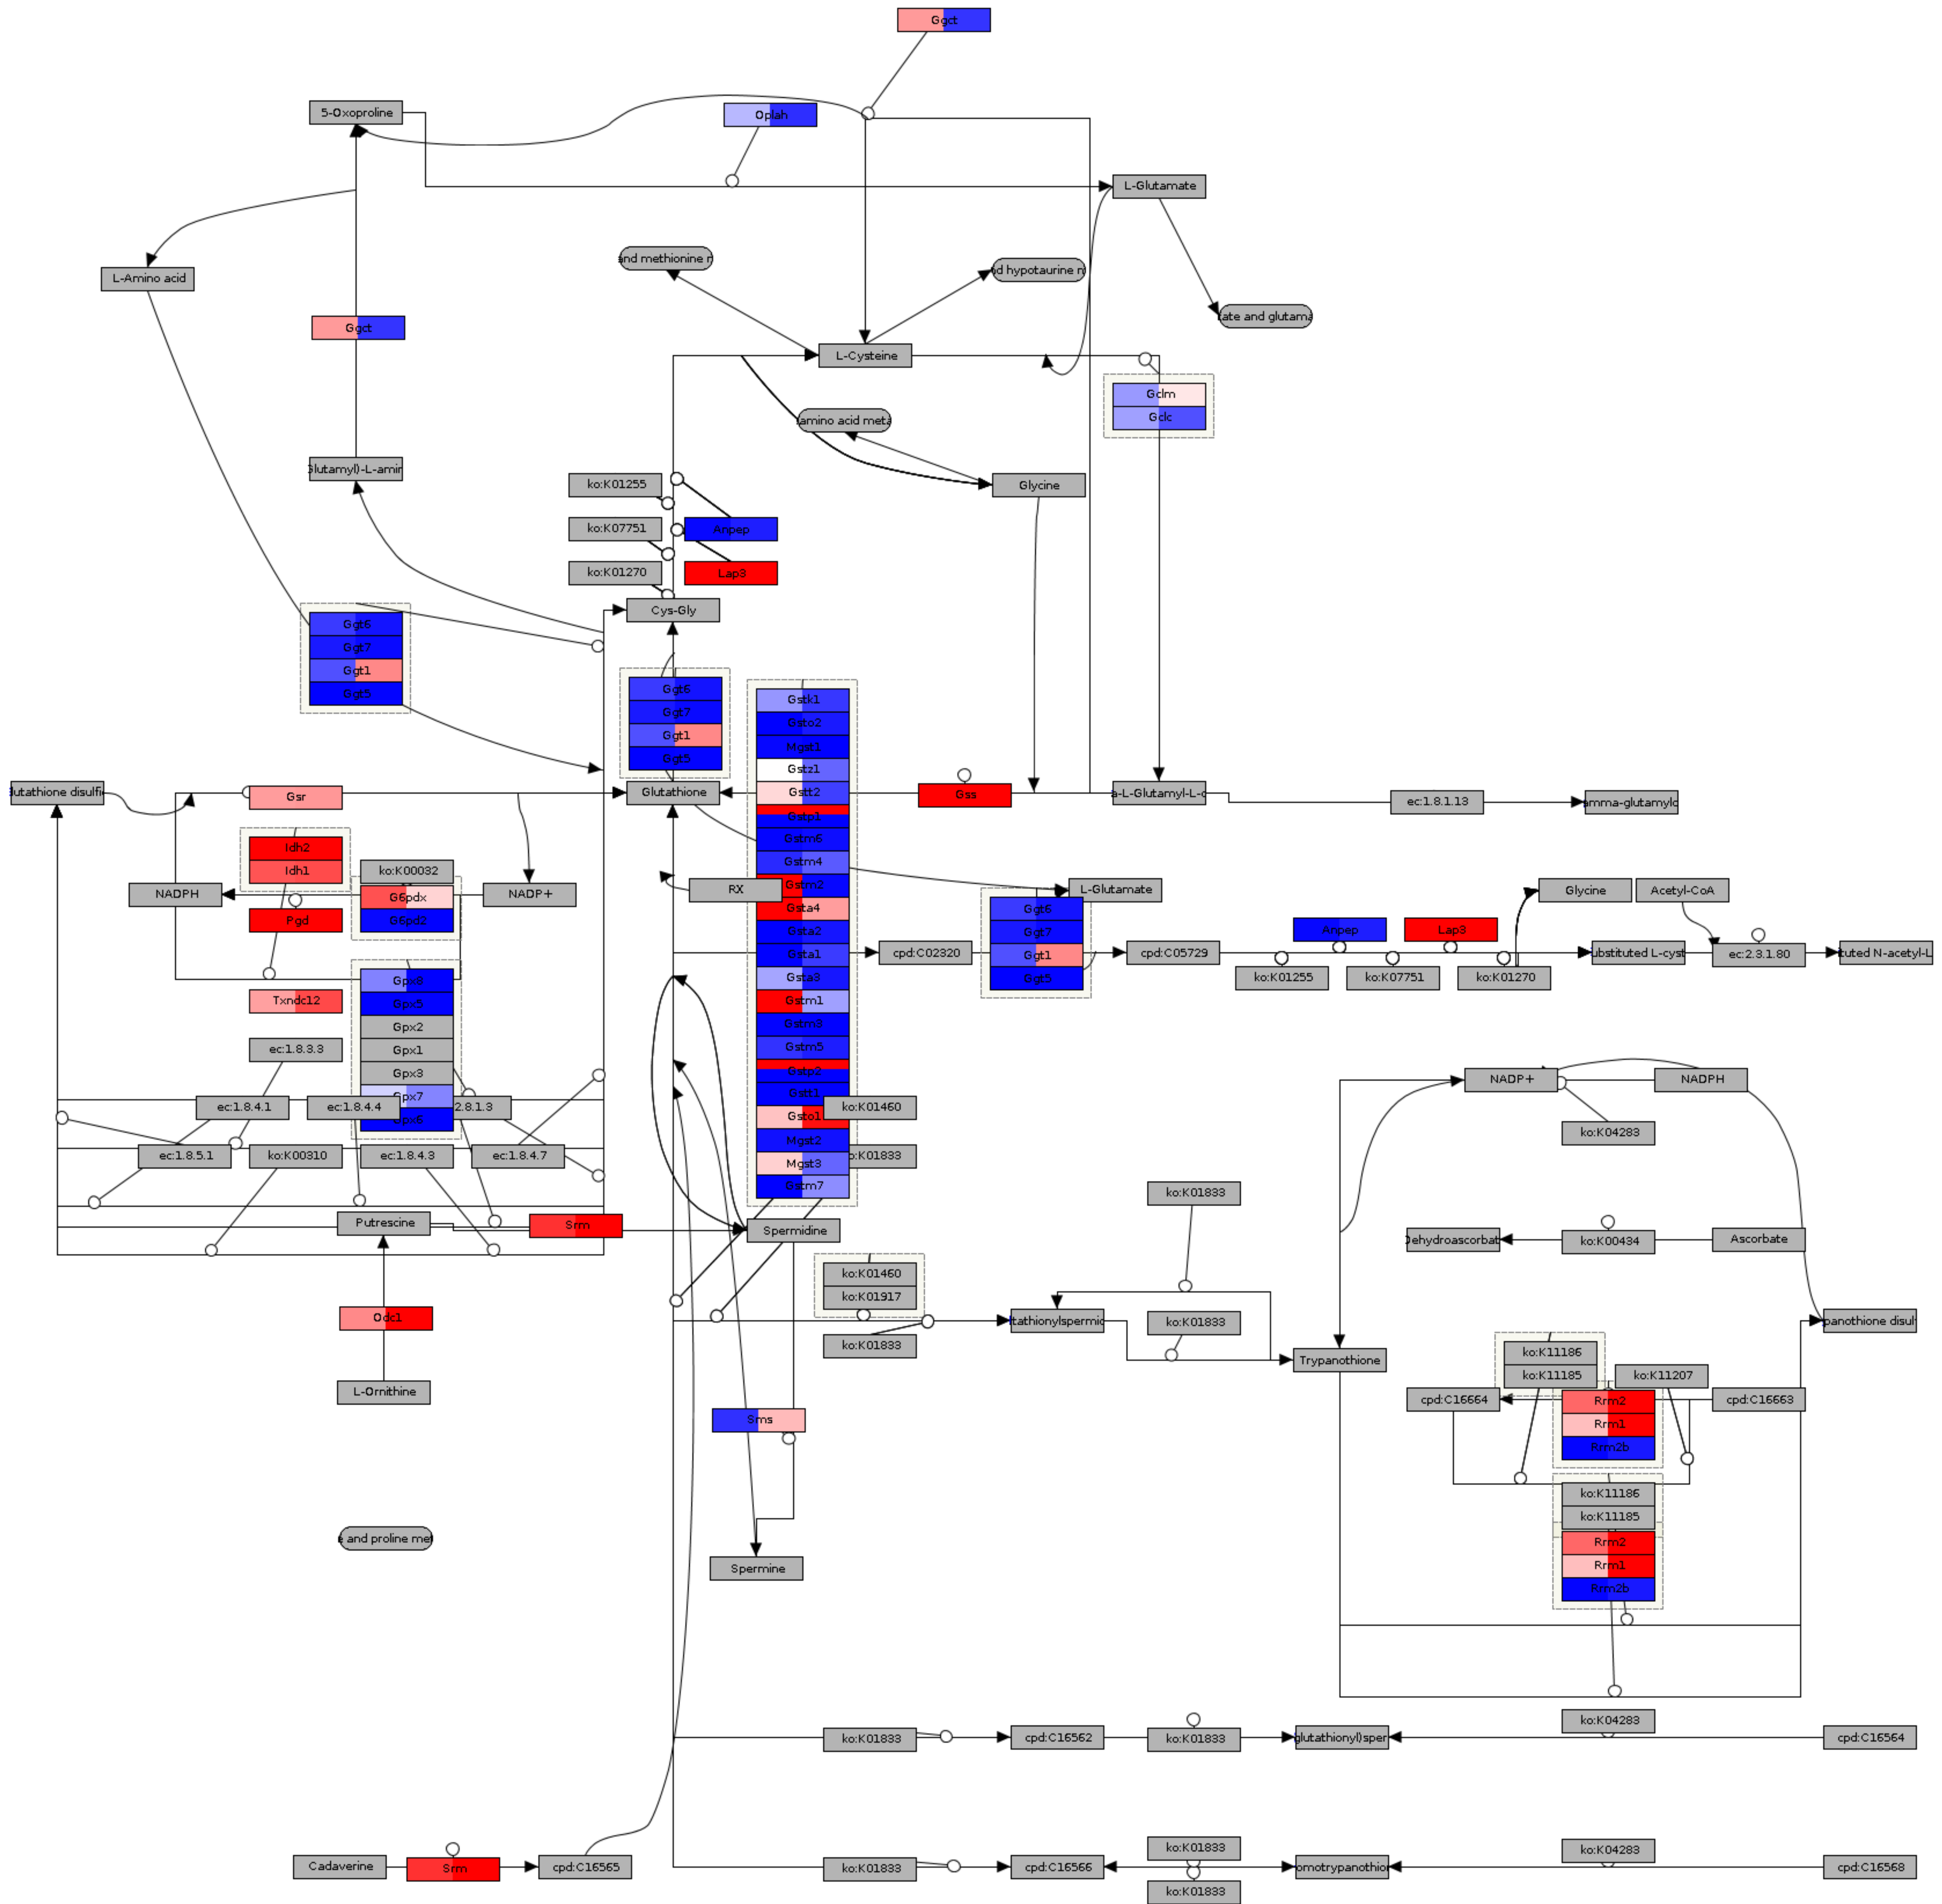 Ggct
5-Oxoproline
Oplah
L-Glutamate
L-Amino acid
and methionine m
d hypotaurine m
ate and glutama
Ggct
L-Cysteine
Gclm
Gclc
amino acid meta
Glutamyl)-L-amin
Glycine
ko:K01255
ko:K07751
Anpep
ko:K01270
Lap3
Cys-Gly
Ggt6
Ggt7
Ggt1
Ggt5
Ggt6
Ggt7
Ggt1
Ggt5
Gstk1
Gsto2
Mgst1
Gstz1
Gstt2
Gstp1
Gstm6
Gstm4
Gstm2
Gsta4
Gsta2
Gsta1
Gsta3
Gstm1
Gstm3
Gstm5
Gstp2
Gstt1
Gsto1
Mgst2
Mgst3
Gstm7
lutathione disulfid
Gsr
Glutathione
Gss
a-L-Glutamyl-L-c
ec:1.8.1.13
amma-glutamylc
Idh2
Idh1
ko:K00032
NADPH
G6pdx
G6pd2
NADP+
Pgd
RX
L-Glutamate
Glycine
Acetyl-CoA
Ggt6
Ggt7
Ggt1
Ggt5
Anpep
Lap3
cpd:C02320
cpd:C05729
ubstituted L-cyst
ec:2.3.1.80
tuted N-acetyl-L
ko:K01255
ko:K07751
ko:K01270
Gpx8
Gpx5
Gpx2
Gpx1
Gpx3
Gpx7
Gpx6
Txndc12
ec:1.8.3.3
ec:1.8.4.1
ec:1.8.4.4
2.8.1.3
ko:K01460
ec:1.8.5.1
ko:K00310
ec:1.8.4.3
ec:1.8.4.7
o:K01833
NADP+
NADPH
ko:K04283
ko:K01833
Putrescine
Srm
Spermidine
Dehydroascorbat
ko:K00434
Ascorbate
ko:K01460
ko:K01917
ko:K01833
Odc1
tathionylspermid
ko:K01833
panothione disulf
L-Ornithine
Trypanothione
ko:K11186
ko:K11185
ko:K11207
cpd:C16664
Rrm2
Rrm1
Rrm2b
cpd:C16663
Sms
ko:K11186
ko:K11185
Rrm2
Rrm1
Rrm2b
e and proline met
Spermine
ko:K01833
cpd:C16562
ko:K01833
glutathionyl)sper
ko:K04283
cpd:C16564
Cadaverine
Srm
cpd:C16565
ko:K01833
cpd:C16566
ko:K01833
ko:K01833
omotrypanothion
ko:K04283
cpd:C16568